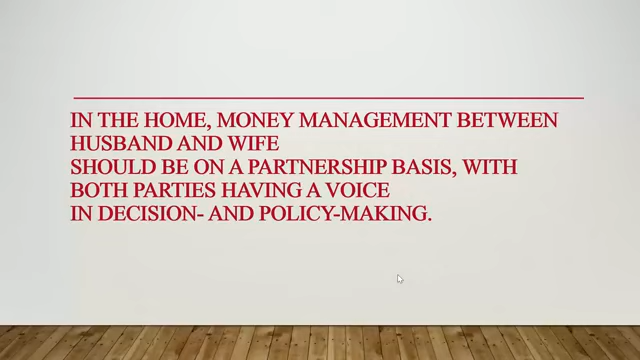 IN THE HOME, MONEY MANAGEMENT BETWEEN
HUSBAND AND WIFE
SHOULD BE ON A PARTNERSHIP BASIS, WITH
BOTH PARTIES HAVING A VOICE
IN DECISION- AND POLICY-MAKING.